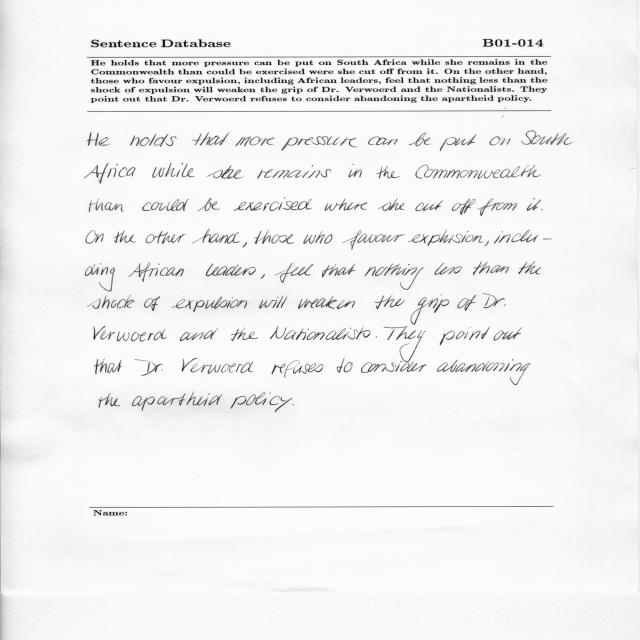 Sentence Database B01-014
He holds that more pressure can be put on South Africa while she remains in the
Commonwealth than could be exercised were she cut off from it. On the other hand,
those who favour expulsion, including African leaders, feel that nothing less than the
shock of expulsion will weaken the grip of Dr. Verwoerd and the Nationalists. They
point out that Dr. Verwoerd refuses to consider abandoning the apartheid policy.
He holds that more pressure can be put on South
Africa while she remains in the Commonwealth
than could be exercised where she cut off from it.
On the other hand, those who favour explusion, inclu-
ding African leaders, feel that nothing less than the
shock of expulsion will weaken the grip of Dr.
Verwoerd and the Nationalists. They point out
that Dr. Verwoerd refuses to consider abandoning
the apartheid policy.
Name: